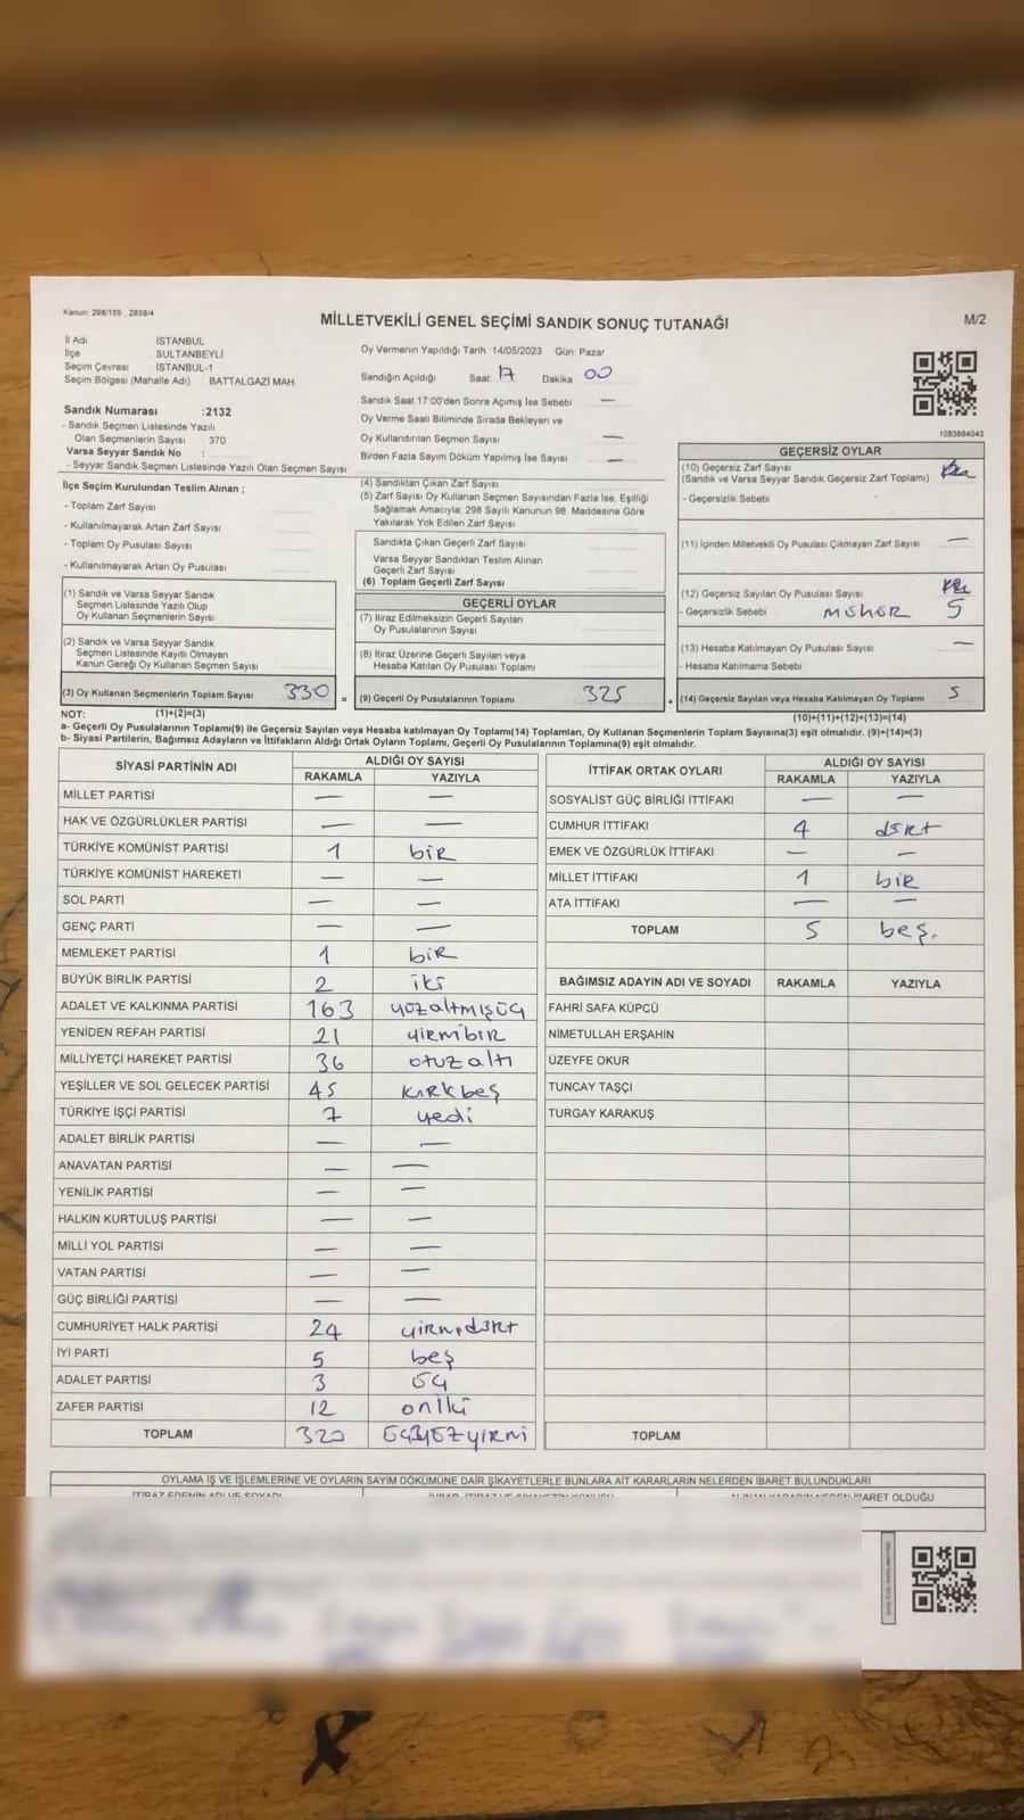 Kanun: 298/105 , 2839/4
MİLLETVEKİLİ GENEL SEÇİMİ SANDIK SONUÇ TUTANAĞI
M/2
İl Adı İSTANBUL
İlçe SULTANBEYLİ
Seçim Çevresi İSTANBUL-1
Seçim Bölgesi (Mahalle Adı) BATTALGAZİ MAH.
Sandık Numarası :2132
- Sandık Seçmen Listesinde Yazılı
Olan Seçmenlerin Sayısı : 370
Varsa Seyyar Sandık No :
- Seyyar Sandık Seçmen Listesinde Yazılı Olan Seçmen Sayısı
İlçe Seçim Kurulundan Teslim Alınan ;
- Toplam Zarf Sayısı
- Kullanılmayarak Artan Zarf Sayısı
- Toplam Oy Pusulası Sayısı
- Kullanılmayarak Artan Oy Pusulası
(1) Sandık ve Varsa Seyyar Sandık
Seçmen Listesinde Yazılı Olup
Oy Kullanan Seçmenlerin Sayısı
(2) Sandık ve Varsa Seyyar Sandık
Seçmen Listesinde Kayıtlı Olmayan
Kanun Gereği Oy Kullanan Seçmen Sayısı
(3) Oy Kullanan Seçmenlerin Toplam Sayısı 330
(1)+(2)=(3)
Oy Vermenin Yapıldığı Tarih :14/05/2023 Gün: Pazar
Sandığın Açıldığı Saat: 17 Dakika 00
Sandık Saat 17:00'den Sonra Açımış İse Sebebi —
Oy Verme Saati Bitiminde Sırada Bekleyen ve
Oy Kullandırılan Seçmen Sayısı —
Birden Fazla Sayım Döküm Yapılmış İse Sayısı —
(4) Sandıktan Çıkan Zarf Sayısı
(5) Zarf Sayısı Oy Kullanan Seçmen Sayısından Fazla İse, Eşitliği
Sağlamak Amacıyla; 298 Sayılı Kanunun 98. Maddesine Göre
Yakılarak Yok Edilen Zarf Sayısı
Sandıkta Çıkan Geçerli Zarf Sayısı
Varsa Seyyar Sandıktan Teslim Alınan
Geçerli Zarf Sayısı
(6) Toplam Geçerli Zarf Sayısı
GEÇERLİ OYLAR
(7) İtiraz Edilmeksizin Geçerli Sayılan
Oy Pusulalarının Sayısı
(8) İtiraz Üzerine Geçerli Sayılan veya
Hesaba Katılan Oy Pusulası Toplamı
= (9) Geçerli Oy Pusulalarının Toplamı 325
1083884043
GEÇERSİZ OYLAR
(10) Geçersiz Zarf Sayısı
(Sandık ve Varsa Seyyar Sandık Geçersiz Zarf Toplamı)
- Geçersizlik Sebebi
(11) İçinden Milletvekili Oy Pusulası Çıkmayan Zarf Sayısı —
(12) Geçersiz Sayılan Oy Pusulası Sayısı
- Geçersizlik Sebebi mühür 5
(13) Hesaba Katılmayan Oy Pusulası Sayısı —
- Hesaba Katılmama Sebebi
+ (14) Geçersiz Sayılan veya Hesaba Katılmayan Oy Toplamı 5
(10)+(11)+(12)+(13)=(14)
NOT:
a- Geçerli Oy Pusulalarının Toplamı(9) ile Geçersiz Sayılan veya Hesaba katılmayan Oy Toplamı(14) Toplamları, Oy Kullanan Seçmenlerin Toplam Sayısına(3) eşit olmalıdır. (9)+(14)=(3)
b- Siyasi Partilerin, Bağımsız Adayların ve İttifakların Aldığı Ortak Oyların Toplamı, Geçerli Oy Pusulalarının Toplamına(9) eşit olmalıdır.
SİYASİ PARTİNİN ADI ALDIĞI OY SAYISI
RAKAMLA YAZIYLA
MİLLET PARTİSİ — —
HAK VE ÖZGÜRLÜKLER PARTİSİ — —
TÜRKİYE KOMÜNİST PARTİSİ 1 bir
TÜRKİYE KOMÜNİST HAREKETİ — —
SOL PARTİ — —
GENÇ PARTİ — —
MEMLEKET PARTİSİ 1 bir
BÜYÜK BİRLİK PARTİSİ 2 iki
ADALET VE KALKINMA PARTİSİ 163 yüzaltmışüç
YENİDEN REFAH PARTİSİ 21 yirmibir
MİLLİYETÇİ HAREKET PARTİSİ 36 otuzaltı
YEŞİLLER VE SOL GELECEK PARTİSİ 45 kırkbeş
TÜRKİYE İŞÇİ PARTİSİ 7 yedi
ADALET BİRLİK PARTİSİ — —
ANAVATAN PARTİSİ — —
YENİLİK PARTİSİ — —
HALKIN KURTULUŞ PARTİSİ — —
MİLLİ YOL PARTİSİ — —
VATAN PARTİSİ — —
GÜÇ BİRLİĞİ PARTİSİ — —
CUMHURİYET HALK PARTİSİ 24 yirmidört
İYİ PARTİ 5 beş
ADALET PARTİSİ 3 üç
ZAFER PARTİSİ 12 oniki
TOPLAM 320 üçyüzyirmi
İTTİFAK ORTAK OYLARI ALDIĞI OY SAYISI
RAKAMLA YAZIYLA
SOSYALİST GÜÇ BİRLİĞİ İTTİFAKI — —
CUMHUR İTTİFAKI 4 dört
EMEK VE ÖZGÜRLÜK İTTİFAKI — —
MİLLET İTTİFAKI 1 bir
ATA İTTİFAKI — —
TOPLAM 5 beş.
BAĞIMSIZ ADAYIN ADI VE SOYADI RAKAMLA YAZIYLA
FAHRİ SAFA KÜPCÜ
NİMETULLAH ERŞAHİN
ÜZEYFE OKUR
TUNCAY TAŞÇI
TURGAY KARAKUŞ
TOPLAM
OYLAMA İŞ VE İŞLEMLERİNE VE OYLARIN SAYIM DÖKÜMÜNE DAİR ŞİKAYETLERLE BUNLARA AİT KARARLARIN NELERDEN İBARET BULUNDUKLARI
İTİRAZ EDENİN ADI VE SOYADI
OLDUĞU